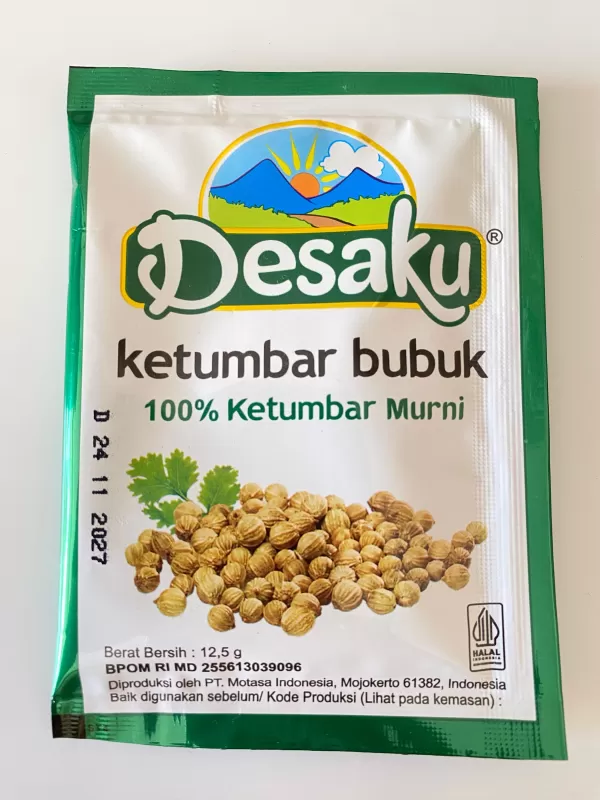 Desaku®
ketumbar bubuk
100% Ketumbar Murni
D 24 11 2027
Berat Bersih : 12,5 g
BPOM RI MD 255613039096
HALAL
INDONESIA
Diproduksi oleh PT. Motasa Indonesia, Mojokerto 61382, Indonesia
Baik digunakan sebelum/ Kode Produksi (Lihat pada kemasan) :